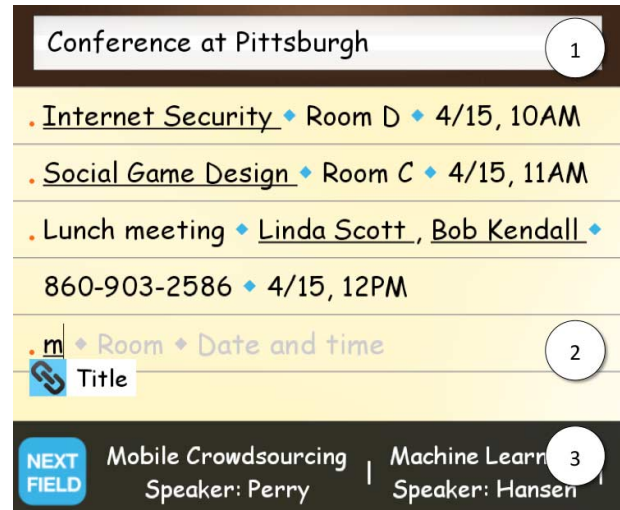 Conference at Pittsburgh
1
. Internet Security ◆ Room D ◆ 4/15, 10AM
. Social Game Design ◆ Room C ◆ 4/15, 11AM
. Lunch meeting ◆ Linda Scott , Bob Kendall ◆
860-903-2586 ◆ 4/15, 12PM
. m ◆ Room ◆ Date and time
2
Title
NEXT
FIELD
Mobile Crowdsourcing | Machine Learn
Speaker: Perry | Speaker: Hansen
3